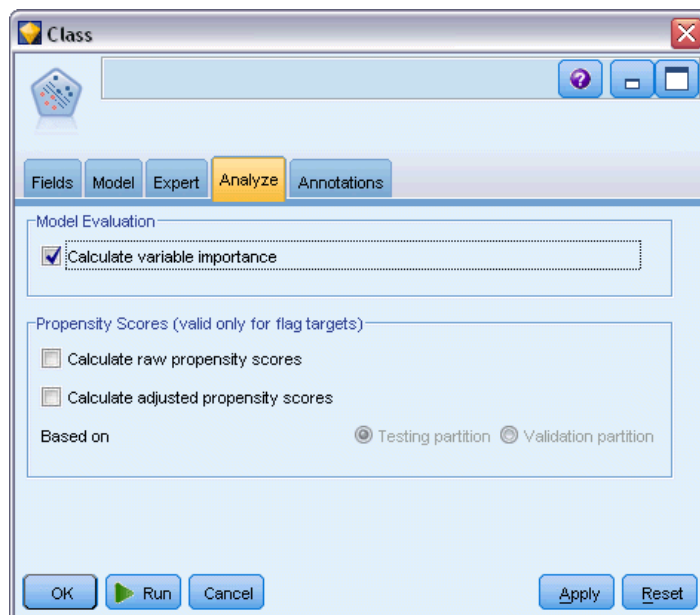 Class
Fields Model Expert Analyze Annotations
Model Evaluation
Calculate variable importance
Propensity Scores (valid only for flag targets)
Calculate raw propensity scores
Calculate adjusted propensity scores
Based on Testing partition Validation partition
OK Run Cancel Apply Reset